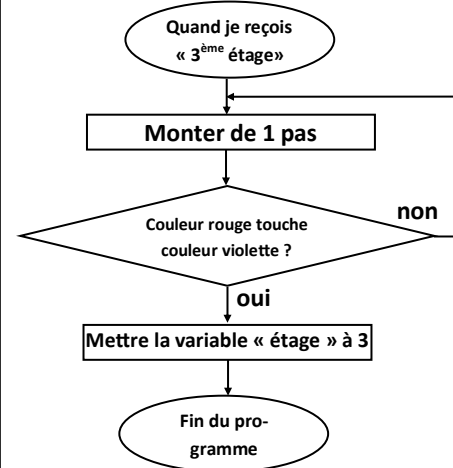 Quand je reçois
« 3ème étage»
Monter de 1 pas
Couleur rouge touche
couleur violette ?
non
oui
Mettre la variable « étage » à 3
Fin du pro-
gramme